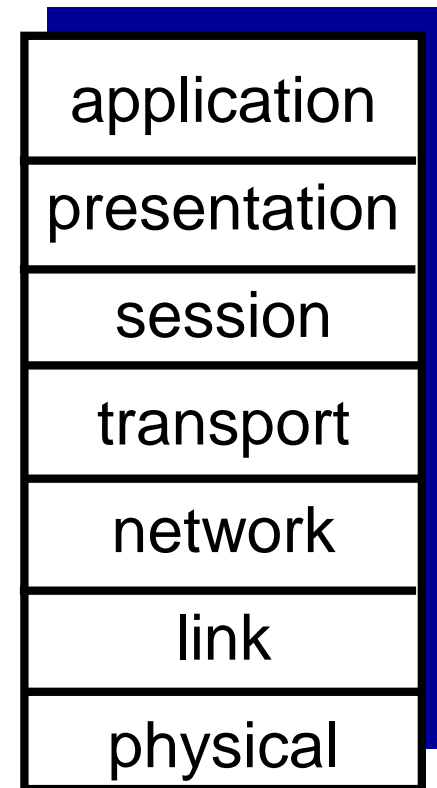 application
presentation
session
transport
network
link
physical